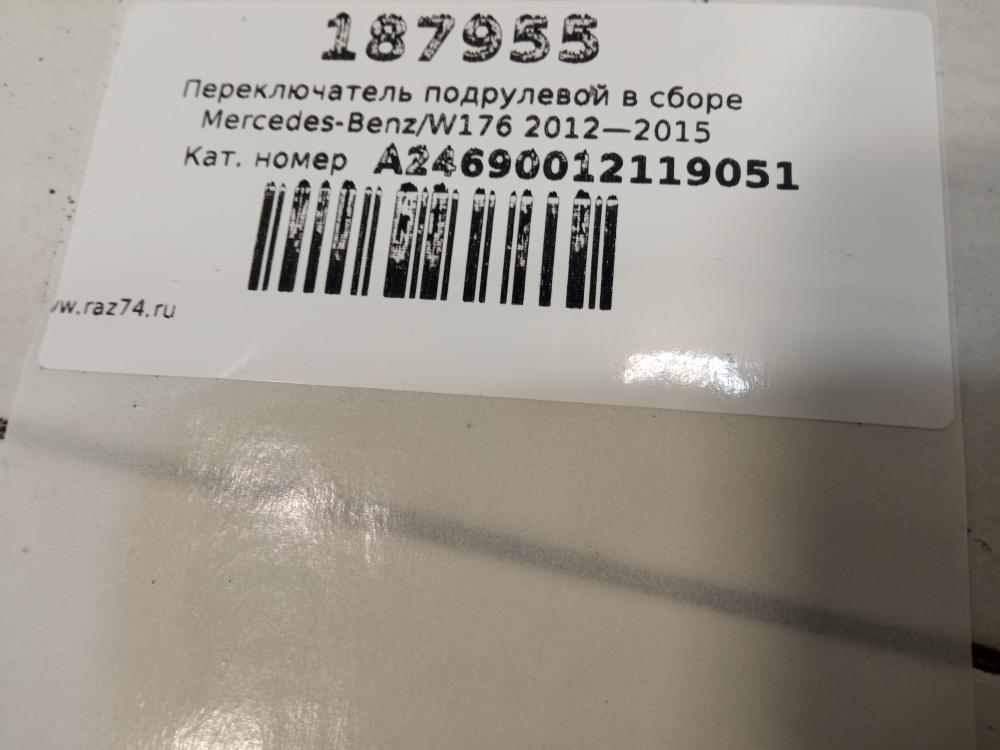 187955
Переключатель подрулевой в сборе
Mercedes-Benz/W176 2012—2015
Кат. номер A24690012119051
w.raz74.ru